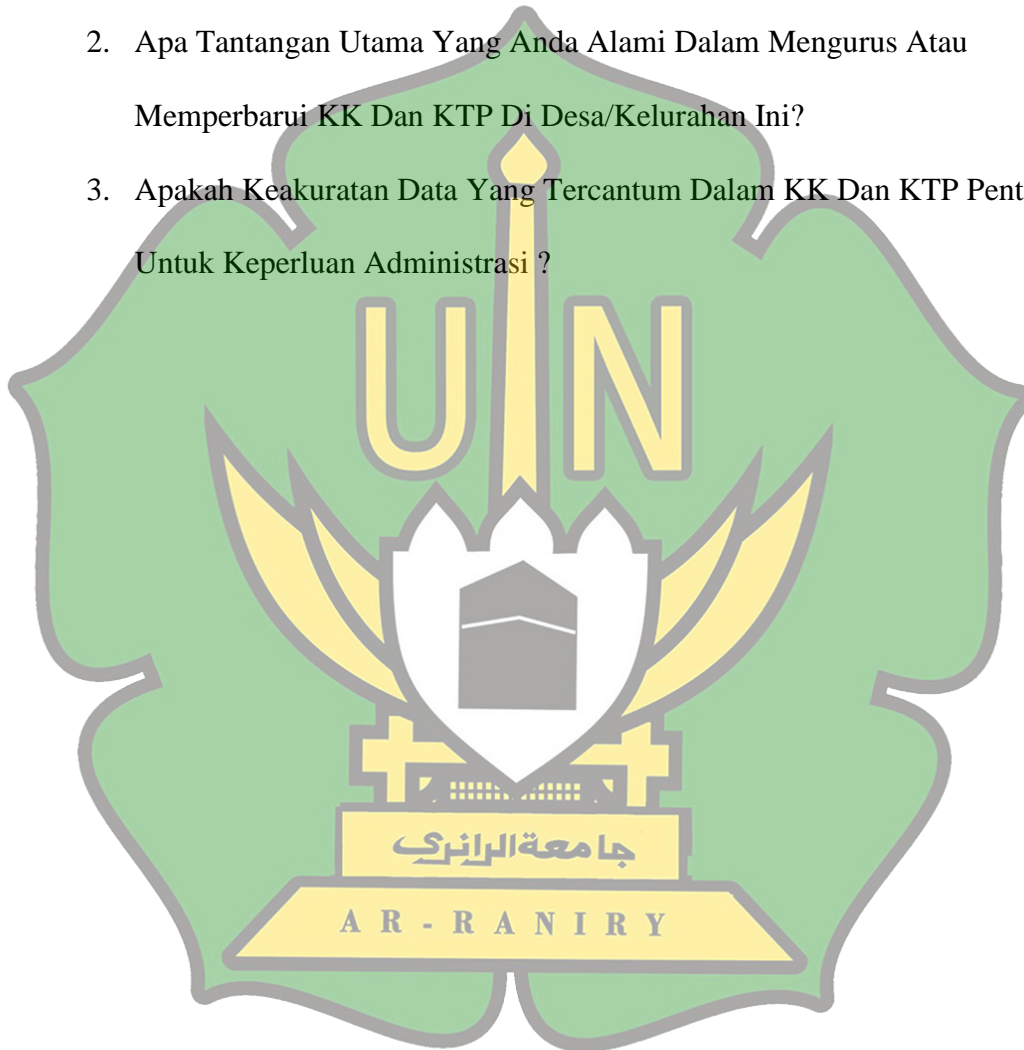 2. Apa Tantangan Utama Yang Anda Alami Dalam Mengurus Atau
Memperbarui KK Dan KTP Di Desa/Kelurahan Ini?
3. Apakah Keakuratan Data Yang Tercantum Dalam KK Dan KTP Pent
Untuk Keperluan Administrasi ?
UIN
جامعة الرانري
AR-RANIRY